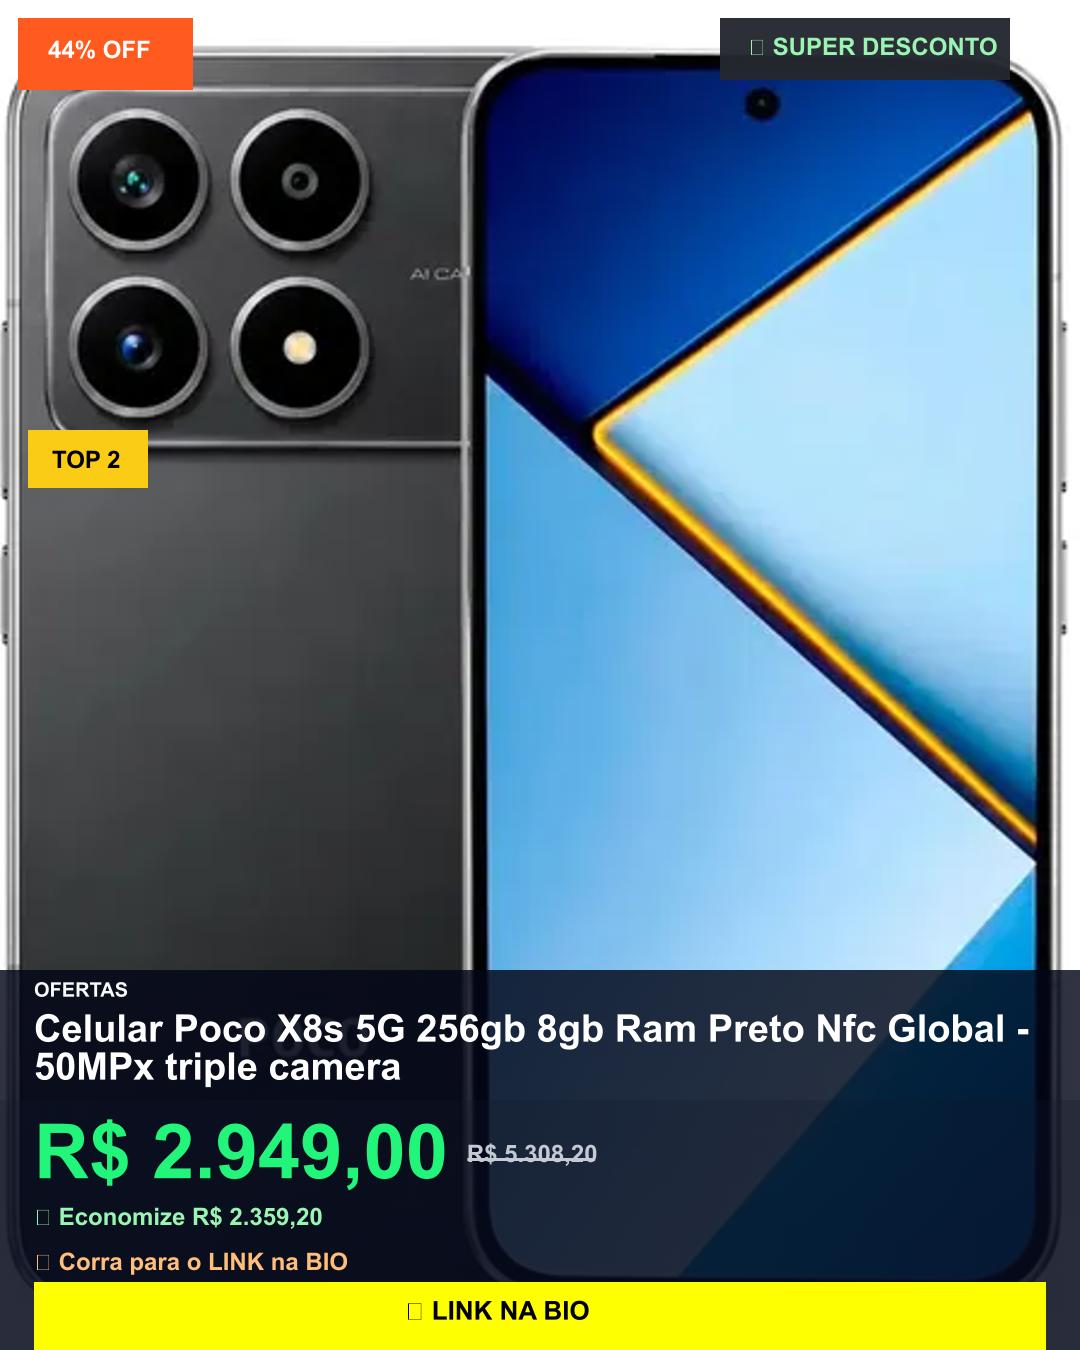 44% OFF
SUPER DESCONTO
AI CA
TOP 2
OFERTAS
Celular Poco X8s 5G 256gb 8gb Ram Preto Nfc Global -
50MPx triple camera
R$ 2.949,00 R$ 5.308,20
Economize R$ 2.359,20
Corra para o LINK na BIO
LINK NA BIO